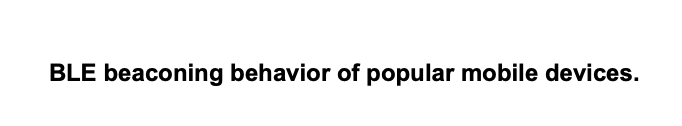 BLE beaconing behavior of popular mobile devices.